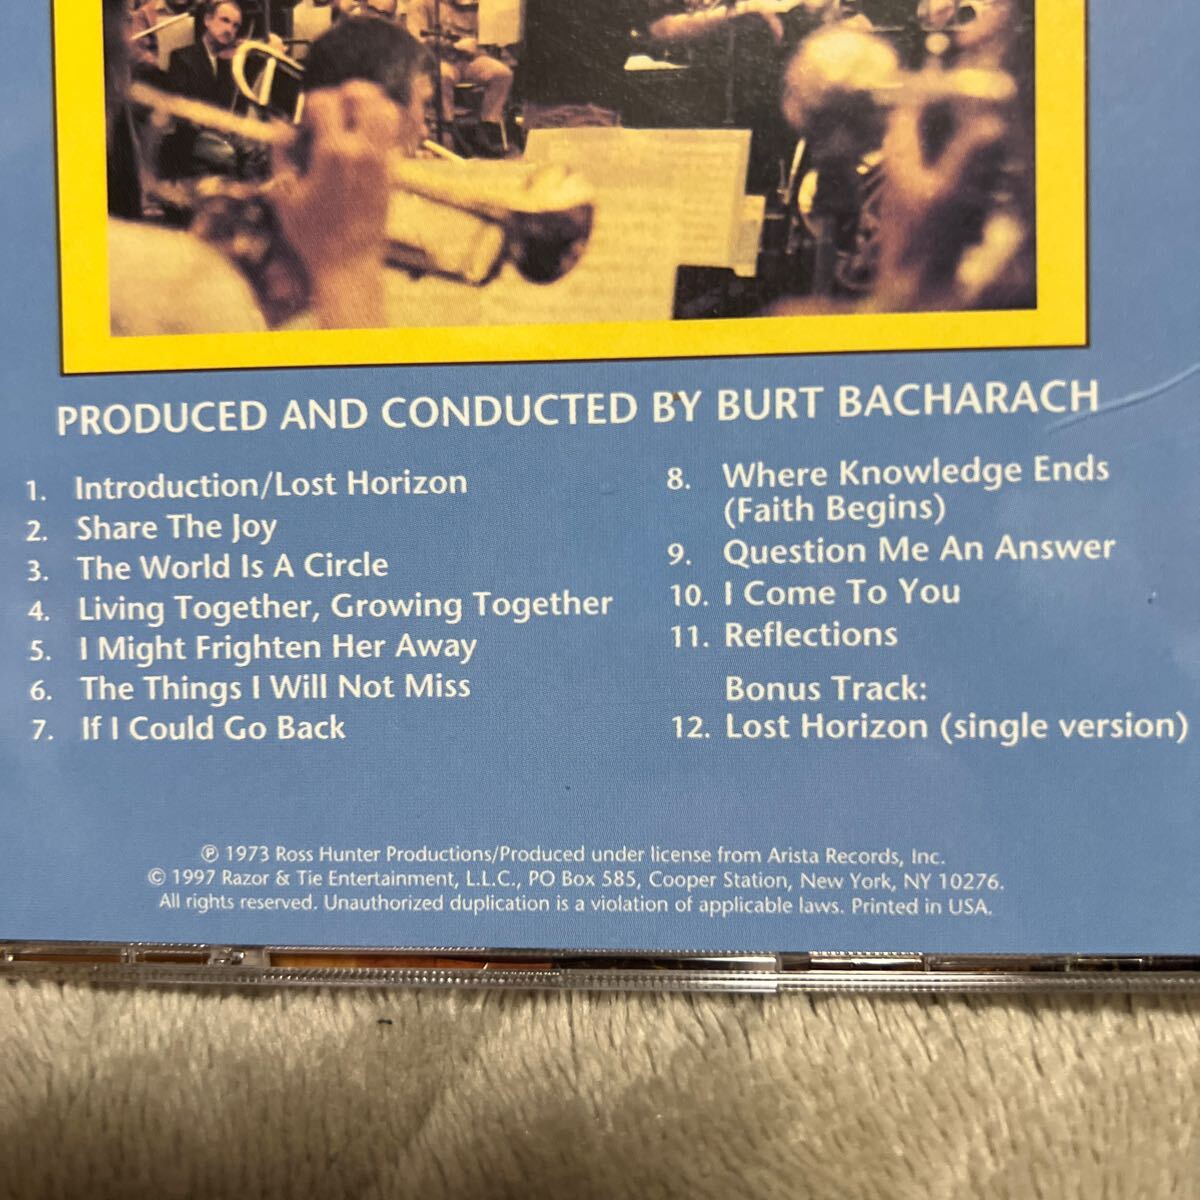 PRODUCED AND CONDUCTED BY BURT BACHARACH
1. Introduction/Lost Horizon
2. Share The Joy
3. The World Is A Circle
4. Living Together, Growing Together
5. I Might Frighten Her Away
6. The Things I Will Not Miss
7. If I Could Go Back
8. Where Knowledge Ends
(Faith Begins)
9. Question Me An Answer
10. I Come To You
11. Reflections
Bonus Track:
12. Lost Horizon (single version)
℗ 1973 Ross Hunter Productions/Produced under license from Arista Records, Inc.
© 1997 Razor & Tie Entertainment, L.L.C., PO Box 585, Cooper Station, New York, NY 10276.
All rights reserved. Unauthorized duplication is a violation of applicable laws. Printed in USA.